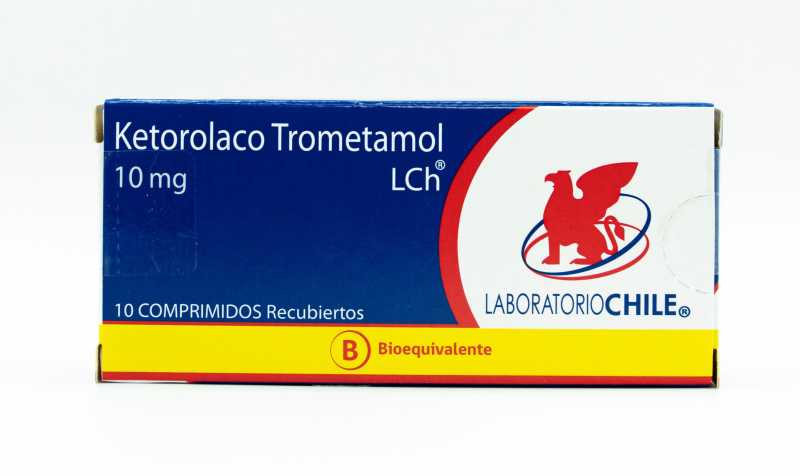 Ketorolaco Trometamol
10 mg
LCh®
10 COMPRIMIDOS Recubiertos
LABORATORIOCHILE®
B Bioequivalente